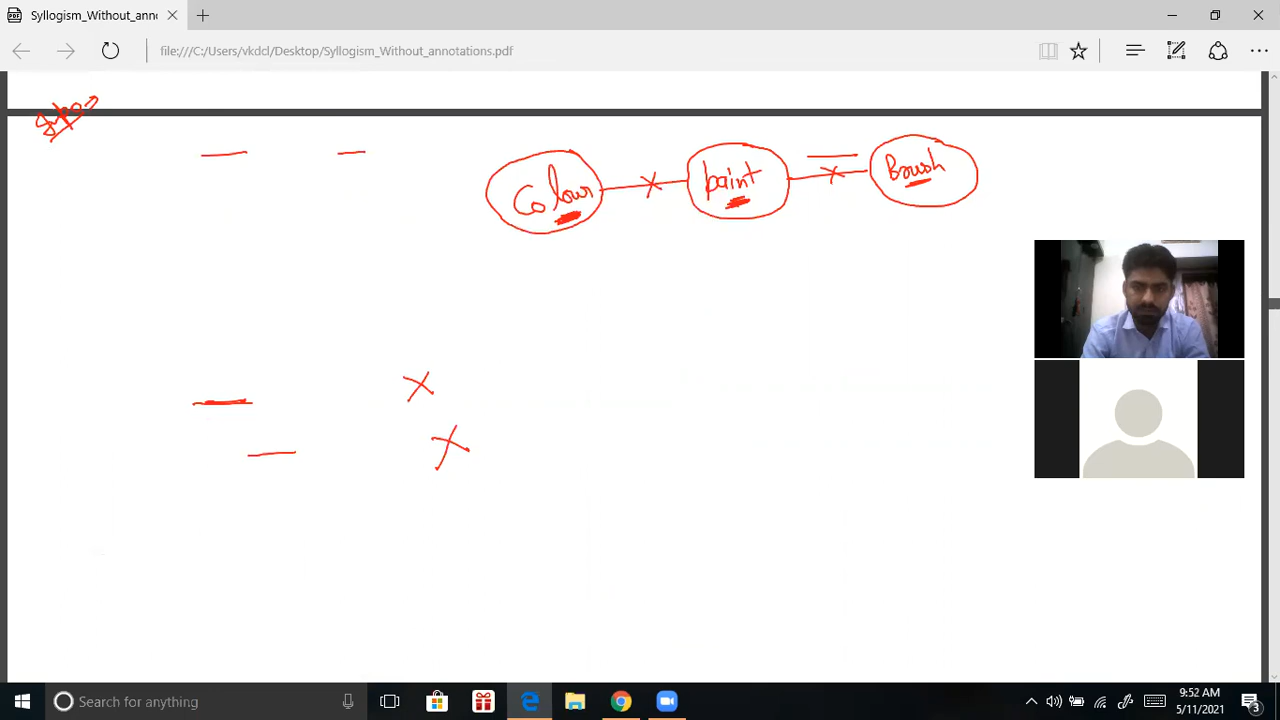 Syllogism_Without_anno
file:///C:/Users/vkdcl/Desktop/Syllogism_Without_annotations.pdf
Colour paint Brush
Search for anything
9:52 AM
5/11/2021
3